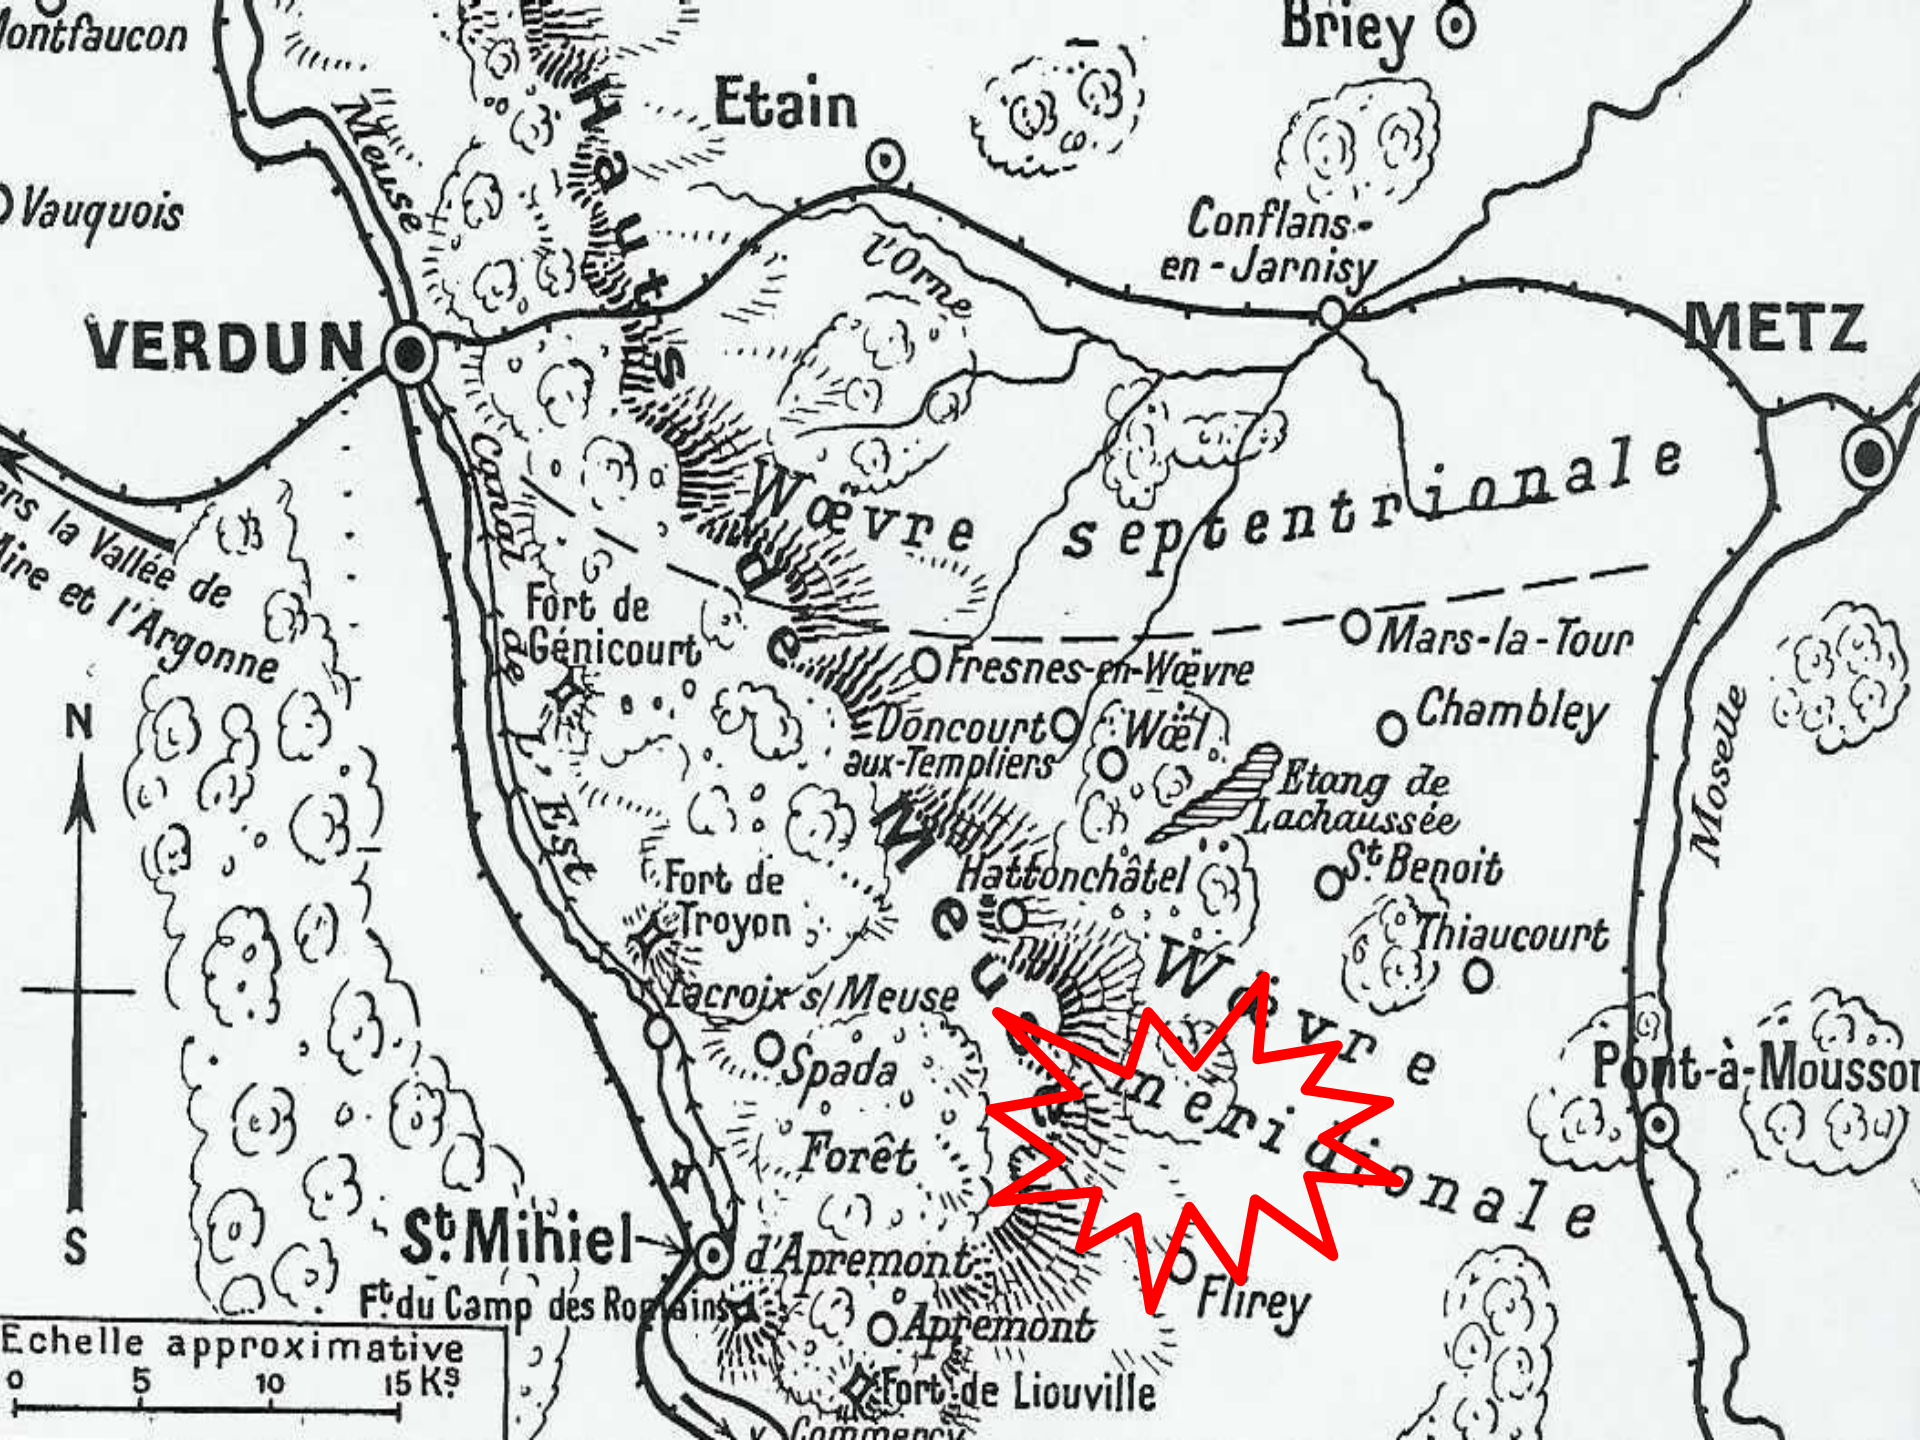 Montfaucon
Briey
Etain
Meuse
Hauts
Vauquois
l'Orne
Conflans-
en-Jarnisy
VERDUN
METZ
Canal
de
L'Est
Wœvre septentrionale
de
Meuse
vers la Vallée de
l'Aire et l'Argonne
Fort de
Génicourt
Mars-la-Tour
Fresnes-en-Wœvre
N
Doncourt
aux-Templiers
Wœl
Chambley
Moselle
Etang de
Lachaussée
Hattonchâtel
St. Benoit
Fort de
Troyon
Thiaucourt
Wœvre
méridionale
Lacroix s/Meuse
Spada
Pont-à-Mousson
Forêt
d'Apremont
S
St. Mihiel
Ft. du Camp des Romains
Apremont
Flirey
Echelle approximative
0 5 10 15 Ks.
Fort de Liouville
v. Commercy